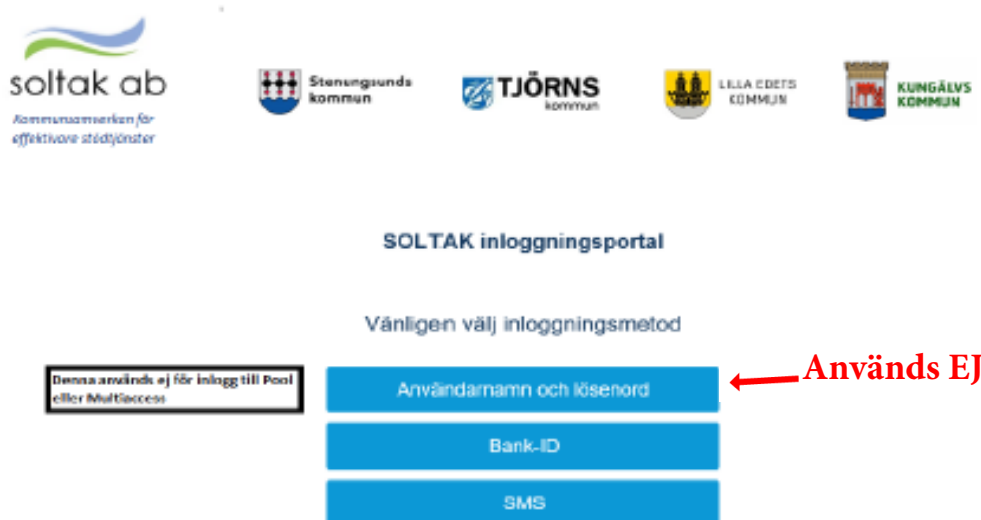 soltak ab
Kommunsamverkan för
effektivare stödtjänster
Stenungsunds
kommun
TJÖRNS
kommun
LILLA EDETS
KOMMUN
KUNGÄLVS
KOMMUN
SOLTAK inloggningsportal
Vänligen välj inloggningsmetod
Denna används ej för inlogg till Pool
eller Multiaccess
Användarnamn och lösenord
Används EJ
Bank-ID
SMS